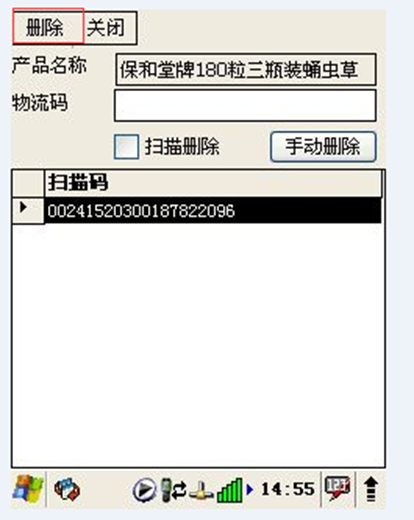 删除 关闭
产品名称 保和堂牌180粒三瓶装蛹虫草
物流码
扫描删除 手动删除
扫描码
00241520300187822096
14:55 123